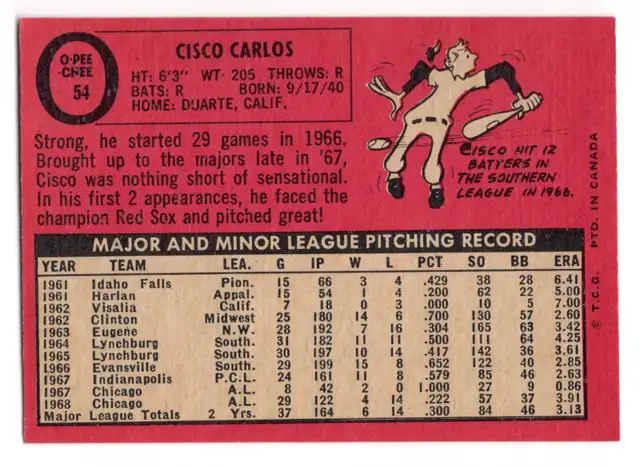 O-PEE-
CHEE
54
CISCO CARLOS
HT: 6'3" WT: 205 THROWS: R
BATS: R BORN: 9/17/40
HOME: DUARTE, CALIF.
Strong, he started 29 games in 1966.
Brought up to the majors late in '67,
Cisco was nothing short of sensational.
In his first 2 appearances, he faced the
champion Red Sox and pitched great!
CISCO HIT 12
BATTERS IN
THE SOUTHERN
LEAGUE IN 1966.
© T.C.G. PTD. IN CANADA
MAJOR AND MINOR LEAGUE PITCHING RECORD
YEAR TEAM LEA. G IP W L PCT SO BB ERA
1961 Idaho Falls Pion. 15 66 3 4 .429 38 28 6.41
1961 Harlan Appal. 15 54 1 4 .200 62 22 5.00
1962 Visalia Calif. 7 18 0 3 .000 10 5 7.00
1962 Clinton Midwest 25 180 14 6 .700 130 57 2.60
1963 Eugene N.W. 28 192 7 16 .304 165 63 3.42
1964 Lynchburg South. 31 182 11 11 .500 111 64 4.25
1965 Lynchburg South. 30 197 10 14 .417 142 36 3.61
1966 Evansville South. 29 199 15 8 .652 122 40 2.85
1967 Indianapolis P.C.L. 24 161 11 8 .579 85 46 2.63
1967 Chicago A.L. 8 42 2 0 1.000 27 9 0.86
1968 Chicago A.L. 29 122 4 14 .222 57 37 3.91
Major League Totals 2 Yrs. 37 164 6 14 .300 84 46 3.13